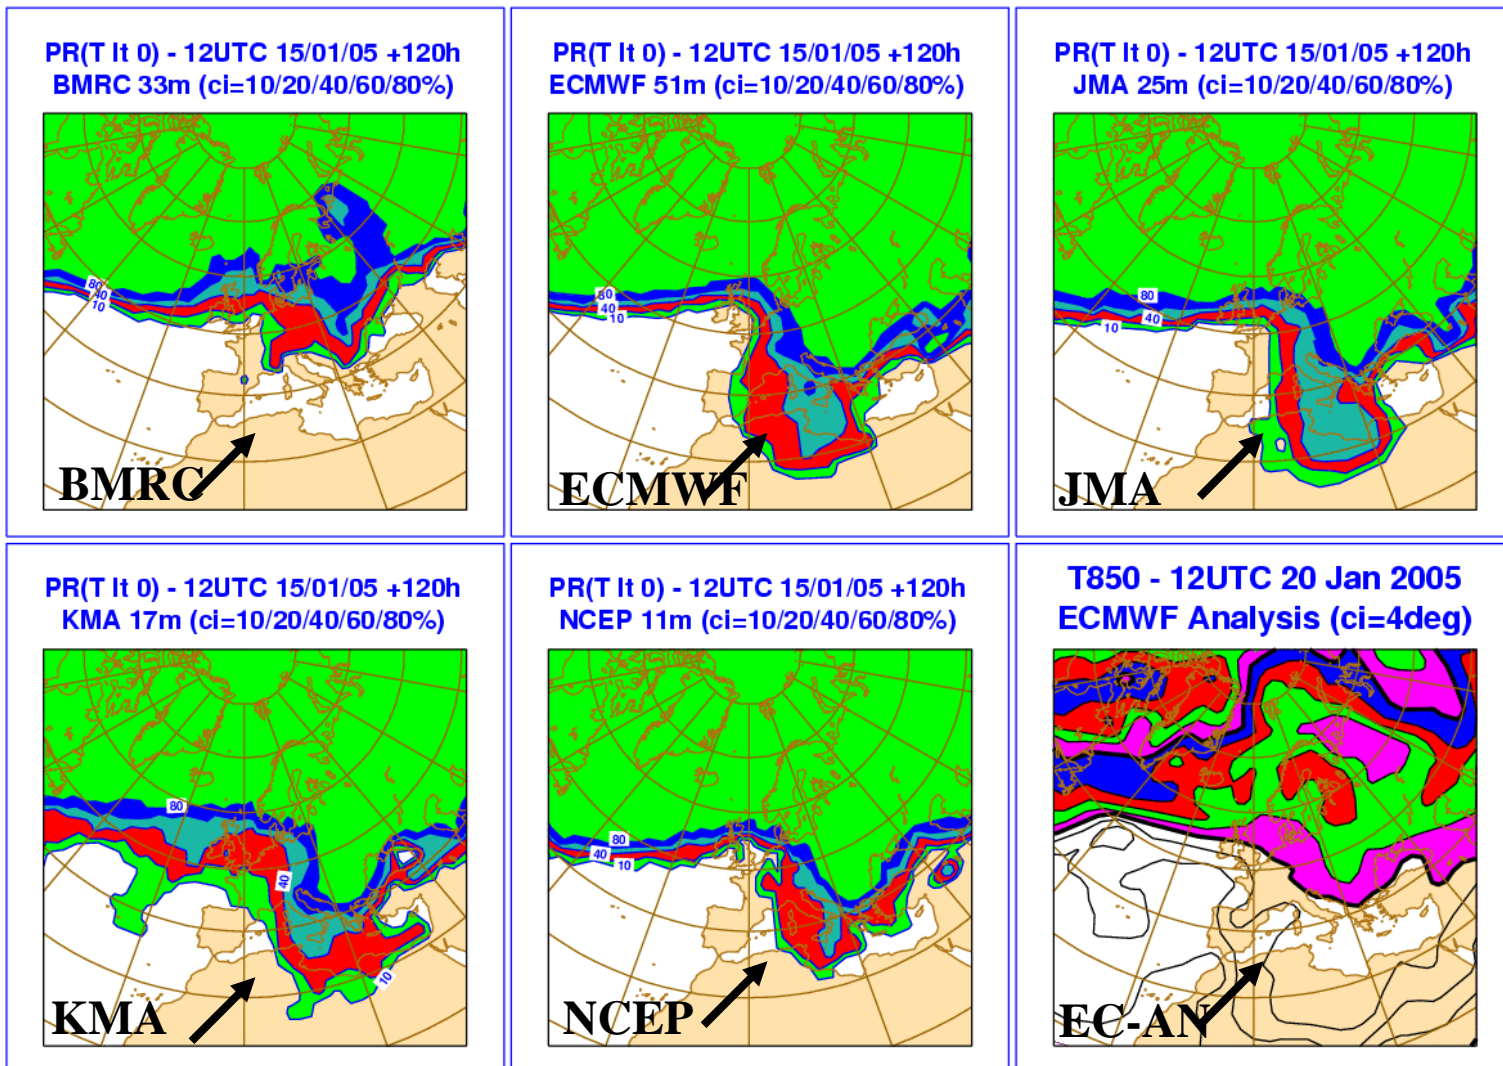 PR(T lt 0) - 12UTC 15/01/05 +120h
BMRC 33m (ci=10/20/40/60/80%)
80
40
10
BMRC
PR(T lt 0) - 12UTC 15/01/05 +120h
ECMWF 51m (ci=10/20/40/60/80%)
80
40
10
ECMWF
PR(T lt 0) - 12UTC 15/01/05 +120h
JMA 25m (ci=10/20/40/60/80%)
80
40
10
JMA
PR(T lt 0) - 12UTC 15/01/05 +120h
KMA 17m (ci=10/20/40/60/80%)
80
40
10
KMA
PR(T lt 0) - 12UTC 15/01/05 +120h
NCEP 11m (ci=10/20/40/60/80%)
80
40
10
NCEP
T850 - 12UTC 20 Jan 2005
ECMWF Analysis (ci=4deg)
EC-AN